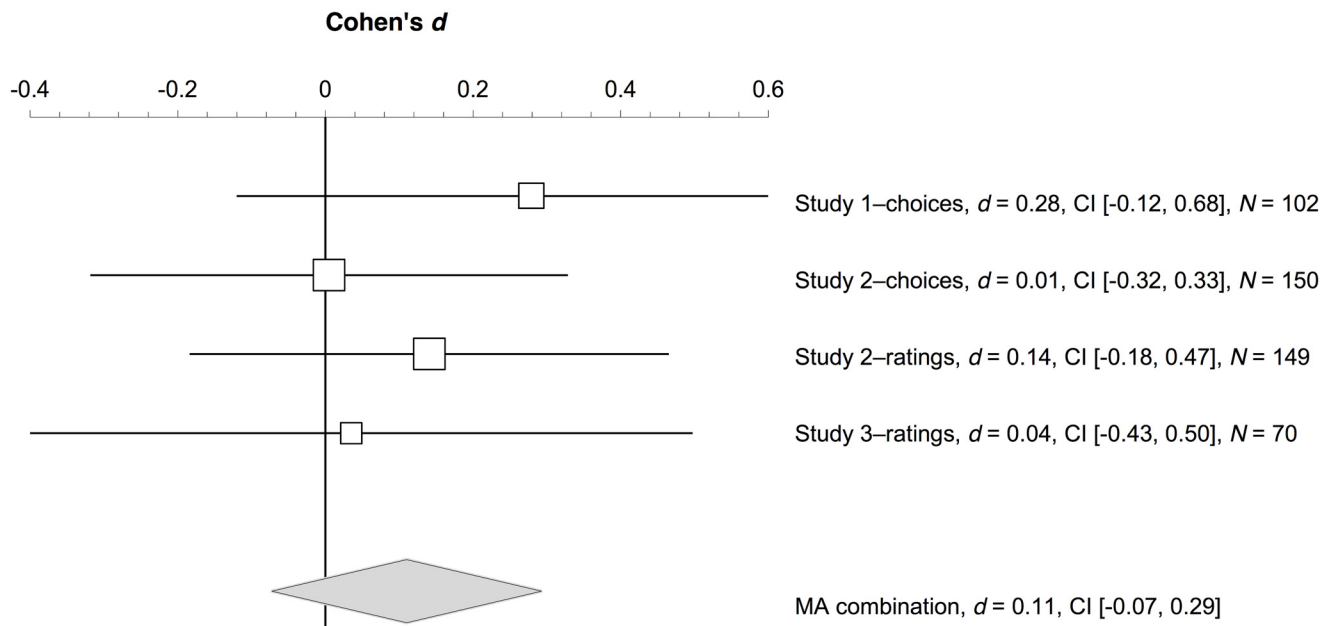 Cohen's d
-0.4 -0.2 0 0.2 0.4 0.6
Study 1–choices, d = 0.28, CI [-0.12, 0.68], N = 102
Study 2–choices, d = 0.01, CI [-0.32, 0.33], N = 150
Study 2–ratings, d = 0.14, CI [-0.18, 0.47], N = 149
Study 3–ratings, d = 0.04, CI [-0.43, 0.50], N = 70
MA combination, d = 0.11, CI [-0.07, 0.29]